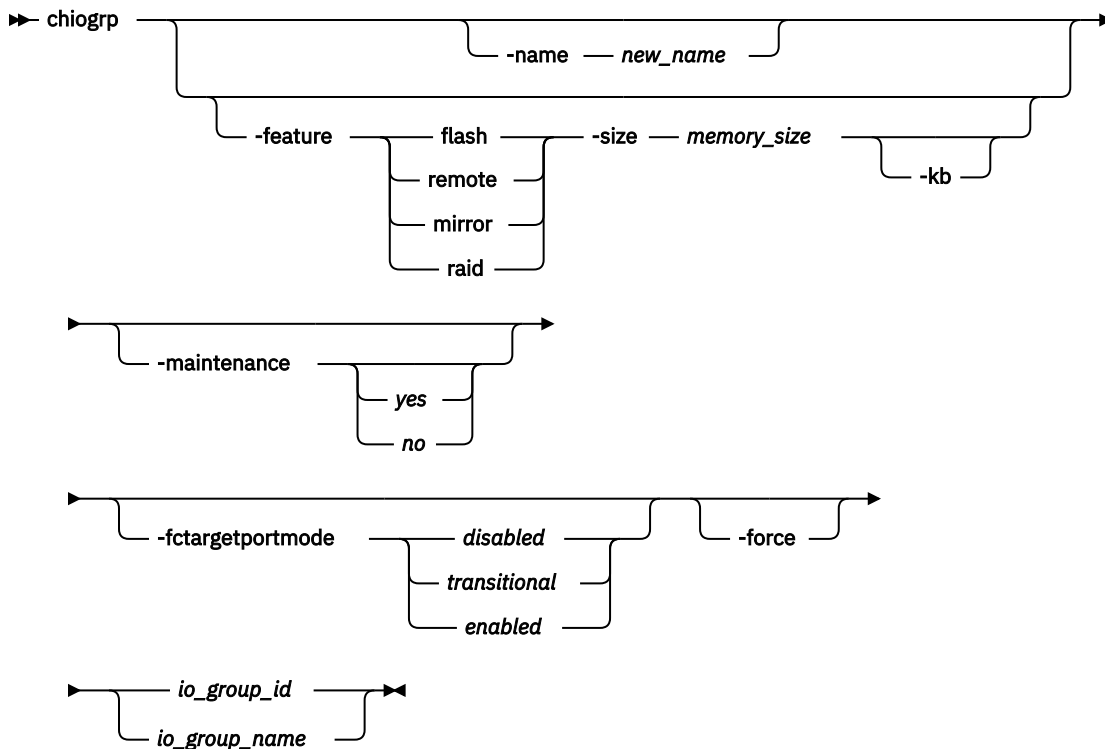 chiogrp
-name new_name
-feature flash -size memory_size
remote -kb
mirror
raid
-maintenance
yes
no
-fctargetportmode disabled -force
transitional
enabled
io_group_id
io_group_name